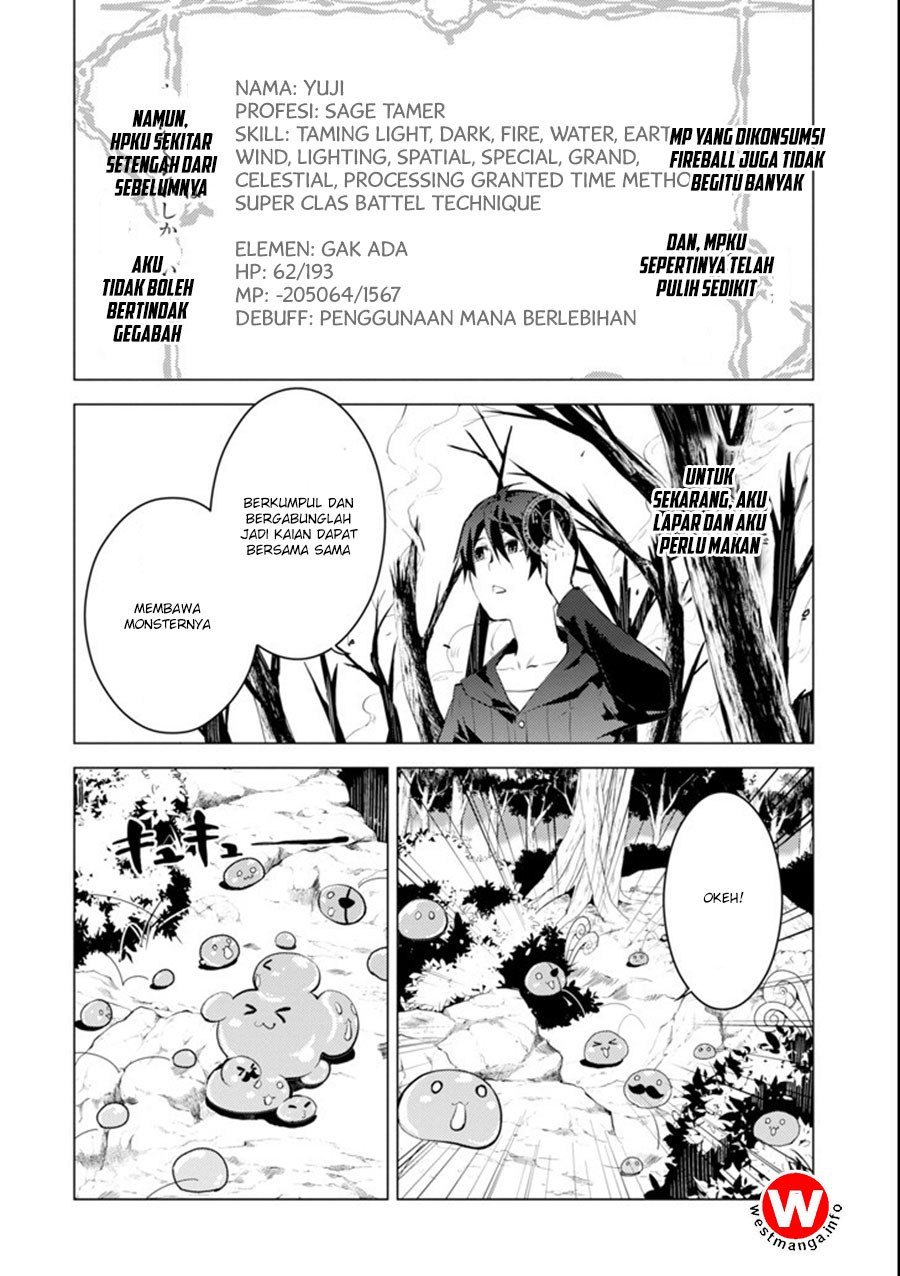 MP YANG DIKONSUMSI
FIREBALL JUGA TIDAK
BEGITU BANYAK
DAN, MPKU
SEPERTINYA TELAH
PULIH SEDIKIT
NAMA: YUJI
PROFESI: SAGE TAMER
SKILL: TAMING LIGHT, DARK, FIRE, WATER, EART
WIND, LIGHTING, SPATIAL, SPECIAL, GRAND,
CELESTIAL, PROCESSING GRANTED TIME METHO
SUPER CLAS BATTEL TECHNIQUE
ELEMEN: GAK ADA
HP: 62/193
MP: -205064/1567
DEBUFF: PENGGUNAAN MANA BERLEBIHAN
NAMUN,
HPKU SEKITAR
SETENGAH DARI
SEBELUMNYA
しか
AKU
TIDAK BOLEH
BERTINDAK
GEGABAH
UNTUK
SEKARANG, AKU
LAPAR DAN AKU
PERLU MAKAN
BERKUMPUL DAN
BERGABUNGLAH
JADI KAIAN DAPAT
BERSAMA SAMA
MEMBAWA
MONSTERNYA
OKEH!
キュキュー
W
westmanga.info